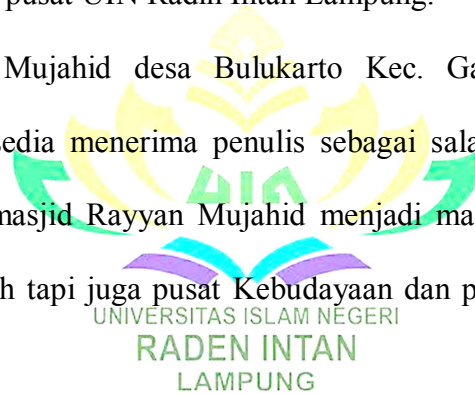 pusat UIN Radin Intan Lampung.
Mujahid desa Bulukarto Kec. Ga
sedia menerima penulis sebagai sala
masjid Rayyan Mujahid menjadi ma
h tapi juga pusat Kebudayaan dan p
UNIVERSITAS ISLAM NEGERI
RADEN INTAN
LAMPUNG